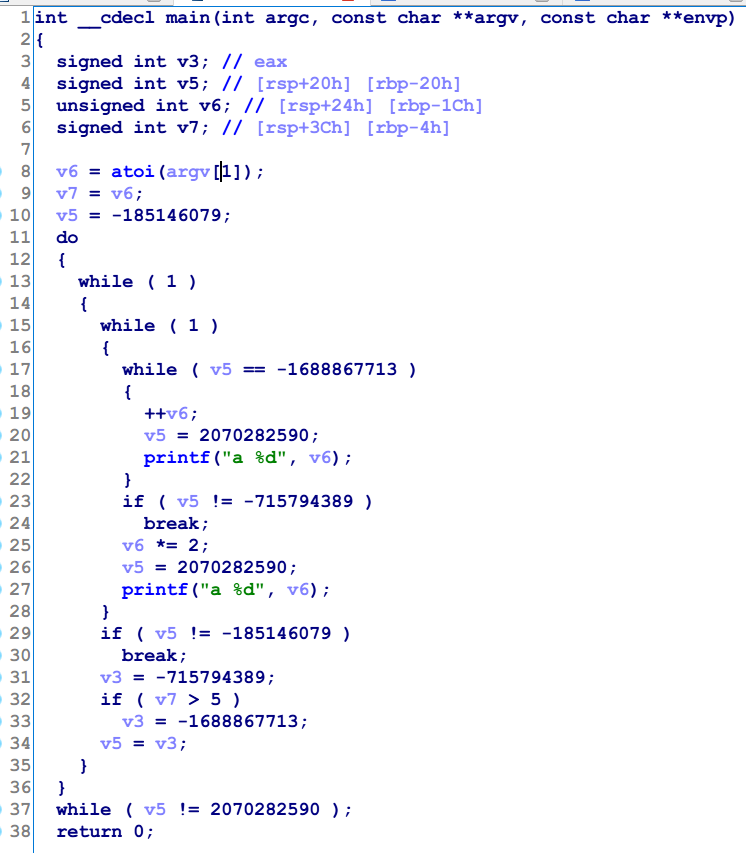 1 int __cdecl main(int argc, const char **argv, const char **envp)
2 {
3   signed int v3; // eax
4   signed int v5; // [rsp+20h] [rbp-20h]
5   unsigned int v6; // [rsp+24h] [rbp-1Ch]
6   signed int v7; // [rsp+3Ch] [rbp-4h]
7
8   v6 = atoi(argv[1]);
9   v7 = v6;
10   v5 = -185146079;
11   do
12   {
13     while ( 1 )
14     {
15       while ( 1 )
16       {
17         while ( v5 == -1688867713 )
18         {
19           ++v6;
20           v5 = 2070282590;
21           printf("a %d", v6);
22         }
23         if ( v5 != -715794389 )
24           break;
25         v6 *= 2;
26         v5 = 2070282590;
27         printf("a %d", v6);
28       }
29       if ( v5 != -185146079 )
30         break;
31       v3 = -715794389;
32       if ( v7 > 5 )
33         v3 = -1688867713;
34       v5 = v3;
35     }
36   }
37   while ( v5 != 2070282590 );
38   return 0;